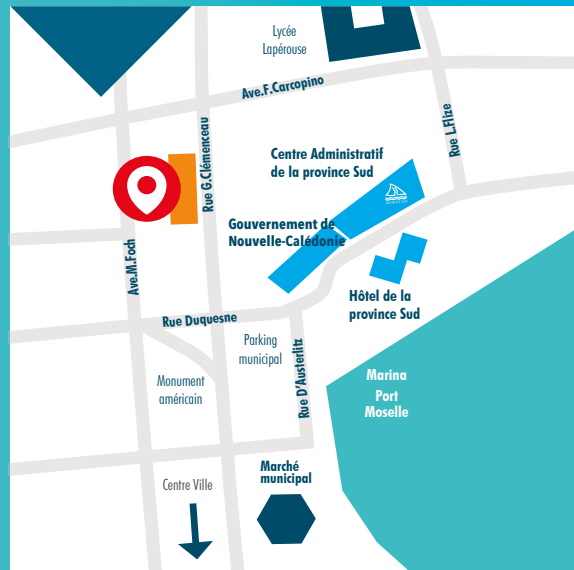 Lycée
Lapérouse
Ave.F.Carcopino
Rue L.Flize
Rue G.Clémenceau
Centre Administratif
de la province Sud
Gouvernement de
Nouvelle-Calédonie
Ave.M.Foch
Hôtel de la
province Sud
Rue Duquesne
Parking
municipal
Rue D'Austerlitz
Monument
américain
Marina
Port
Moselle
Marché
municipal
Centre Ville